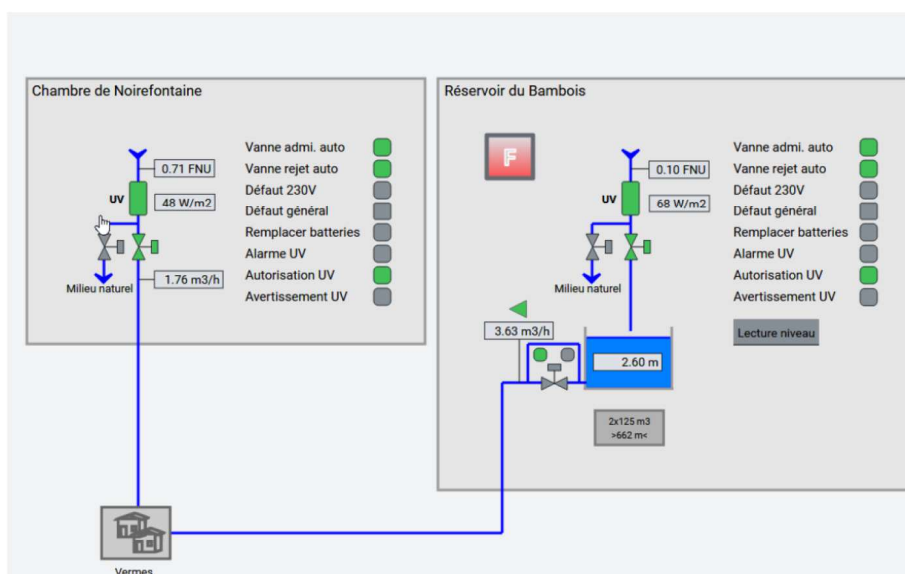 Chambre de Noirefontaine
0.71 FNU
UV
48 W/m2
1.76 m3/h
Milieu naturel
Vanne admi. auto
Vanne rejet auto
Défaut 230V
Défaut général
Remplacer batteries
Alarme UV
Autorisation UV
Avertissement UV
Réservoir du Bambois
F
0.10 FNU
UV
68 W/m2
Milieu naturel
Vanne admi. auto
Vanne rejet auto
Défaut 230V
Défaut général
Remplacer batteries
Alarme UV
Autorisation UV
Avertissement UV
Lecture niveau
3.63 m3/h
2.60 m
2x125 m3
>662 m<
Vermes